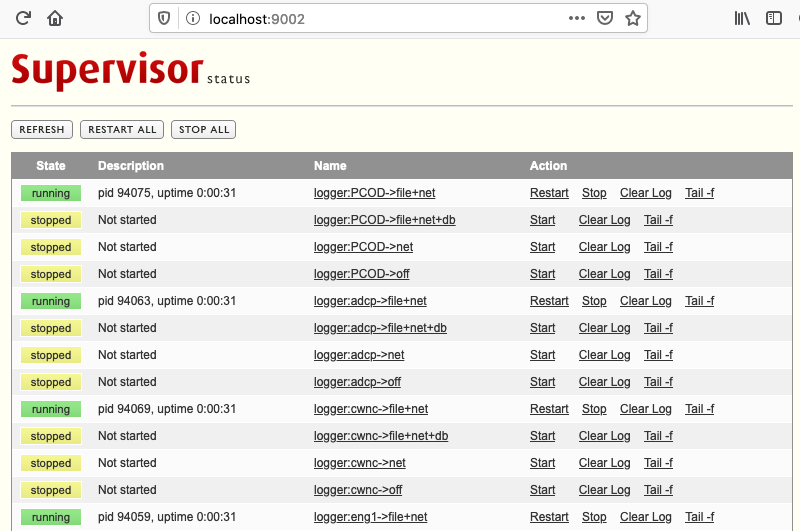 localhost:9002
Supervisor status
REFRESH RESTART ALL STOP ALL
State Description Name Action
running pid 94075, uptime 0:00:31 logger:PCOD->file+net Restart Stop Clear Log Tail -f
stopped Not started logger:PCOD->file+net+db Start Clear Log Tail -f
stopped Not started logger:PCOD->net Start Clear Log Tail -f
stopped Not started logger:PCOD->off Start Clear Log Tail -f
running pid 94063, uptime 0:00:31 logger:adcp->file+net Restart Stop Clear Log Tail -f
stopped Not started logger:adcp->file+net+db Start Clear Log Tail -f
stopped Not started logger:adcp->net Start Clear Log Tail -f
stopped Not started logger:adcp->off Start Clear Log Tail -f
running pid 94069, uptime 0:00:31 logger:cwnc->file+net Restart Stop Clear Log Tail -f
stopped Not started logger:cwnc->file+net+db Start Clear Log Tail -f
stopped Not started logger:cwnc->net Start Clear Log Tail -f
stopped Not started logger:cwnc->off Start Clear Log Tail -f
running pid 94059, uptime 0:00:31 logger:eng1->file+net Restart Stop Clear Log Tail -f